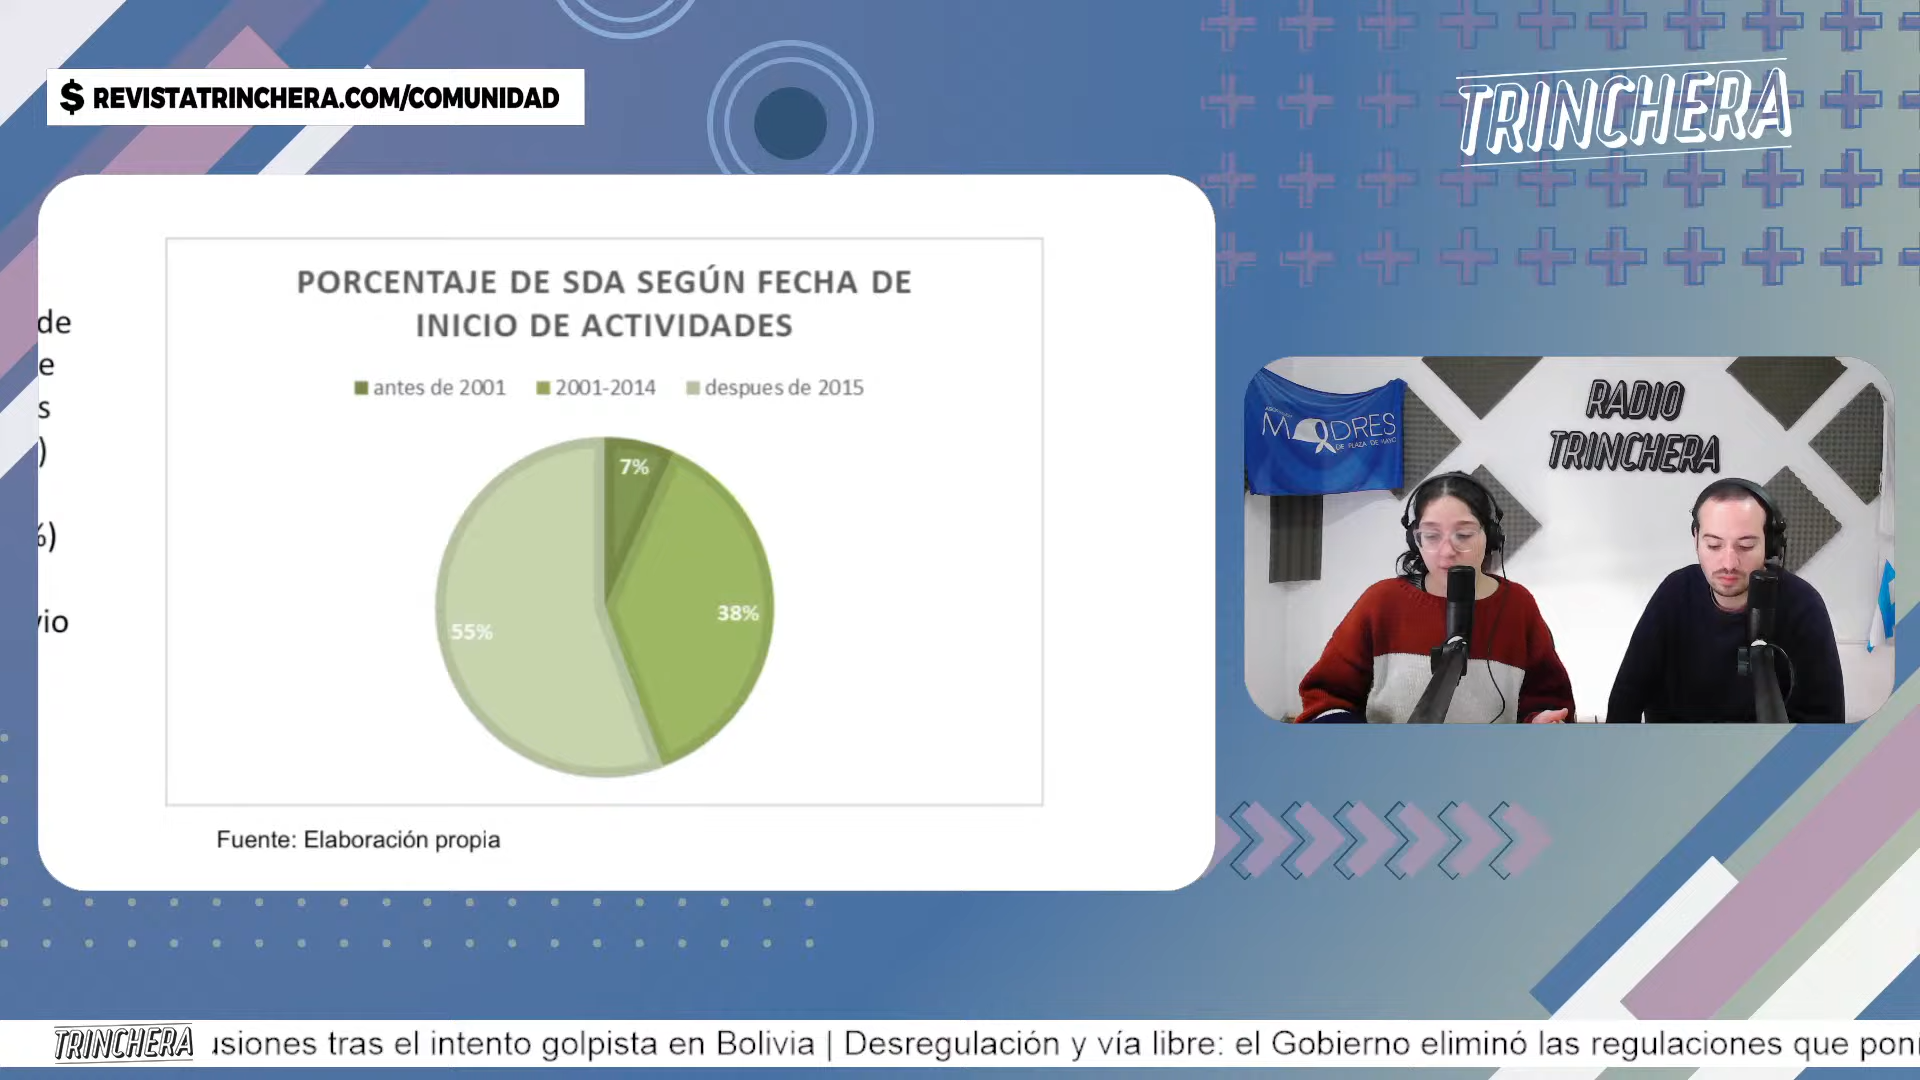 $ REVISTATRINCHERA.COM/COMUNIDAD
TRINCHERA
PORCENTAJE DE SDA SEGÚN FECHA DE
INICIO DE ACTIVIDADES
antes de 2001 2001-2014 despues de 2015
7%
38%
55%
de
e
s
)
%)
io
Fuente: Elaboración propia
MADRES
DE PLAZA DE MAYO
RADIO
TRINCHERA
TRINCHERA
usiones tras el intento golpista en Bolivia | Desregulación y vía libre: el Gobierno eliminó las regulaciones que pon